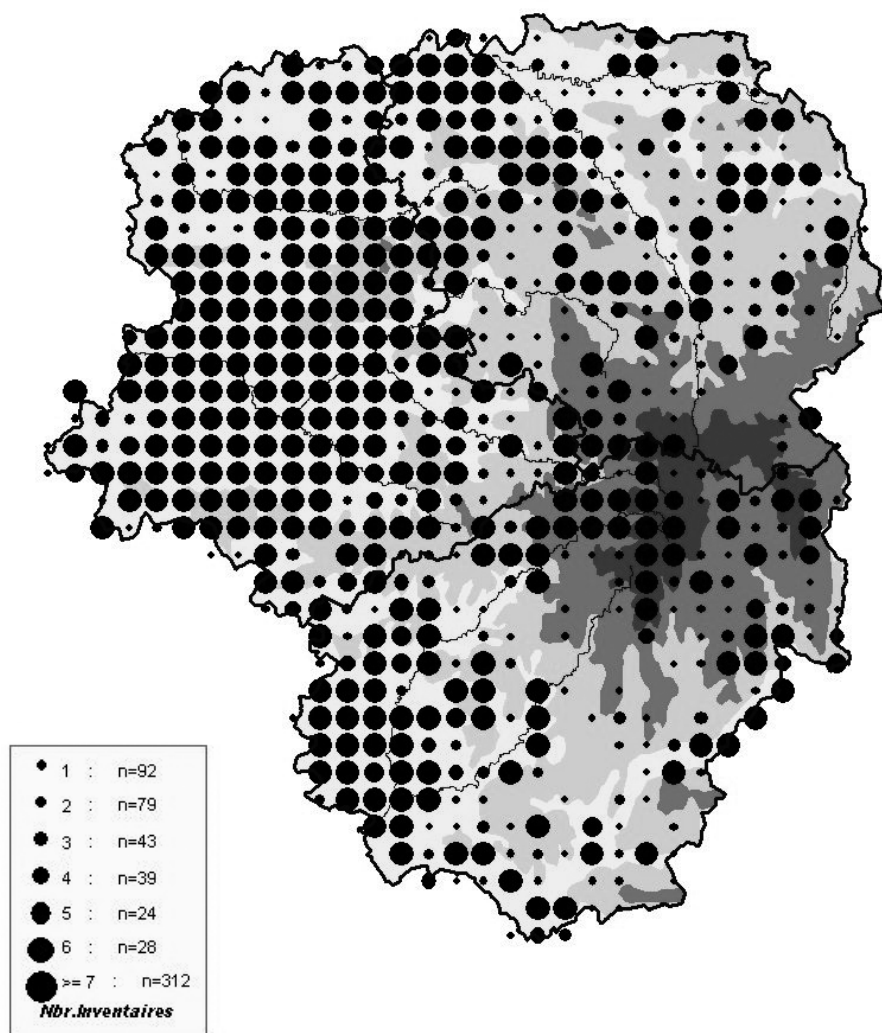 1 : n=92
2 : n=79
3 : n=43
4 : n=39
5 : n=24
6 : n=28
>= 7 : n=312
Nbr.Inventaires